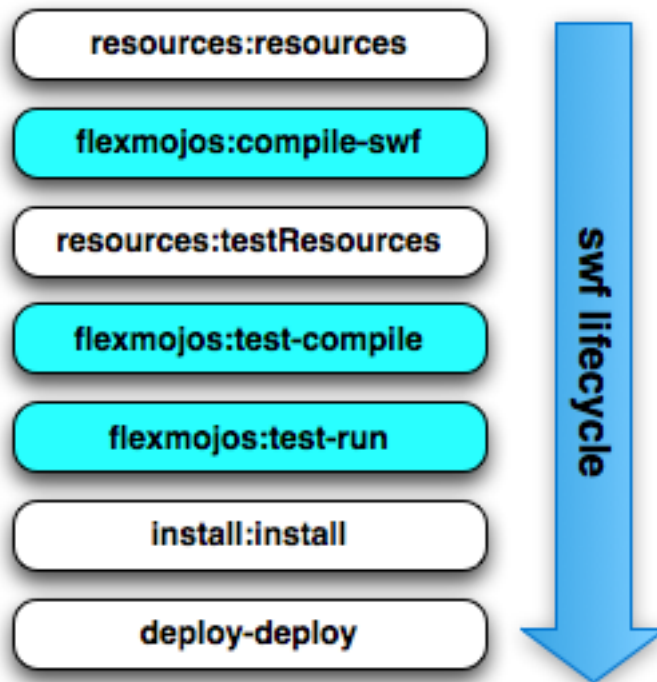 resources:resources
flexmojos:compile-swf
resources:testResources
flexmojos:test-compile
flexmojos:test-run
install:install
deploy-deploy
swf lifecycle